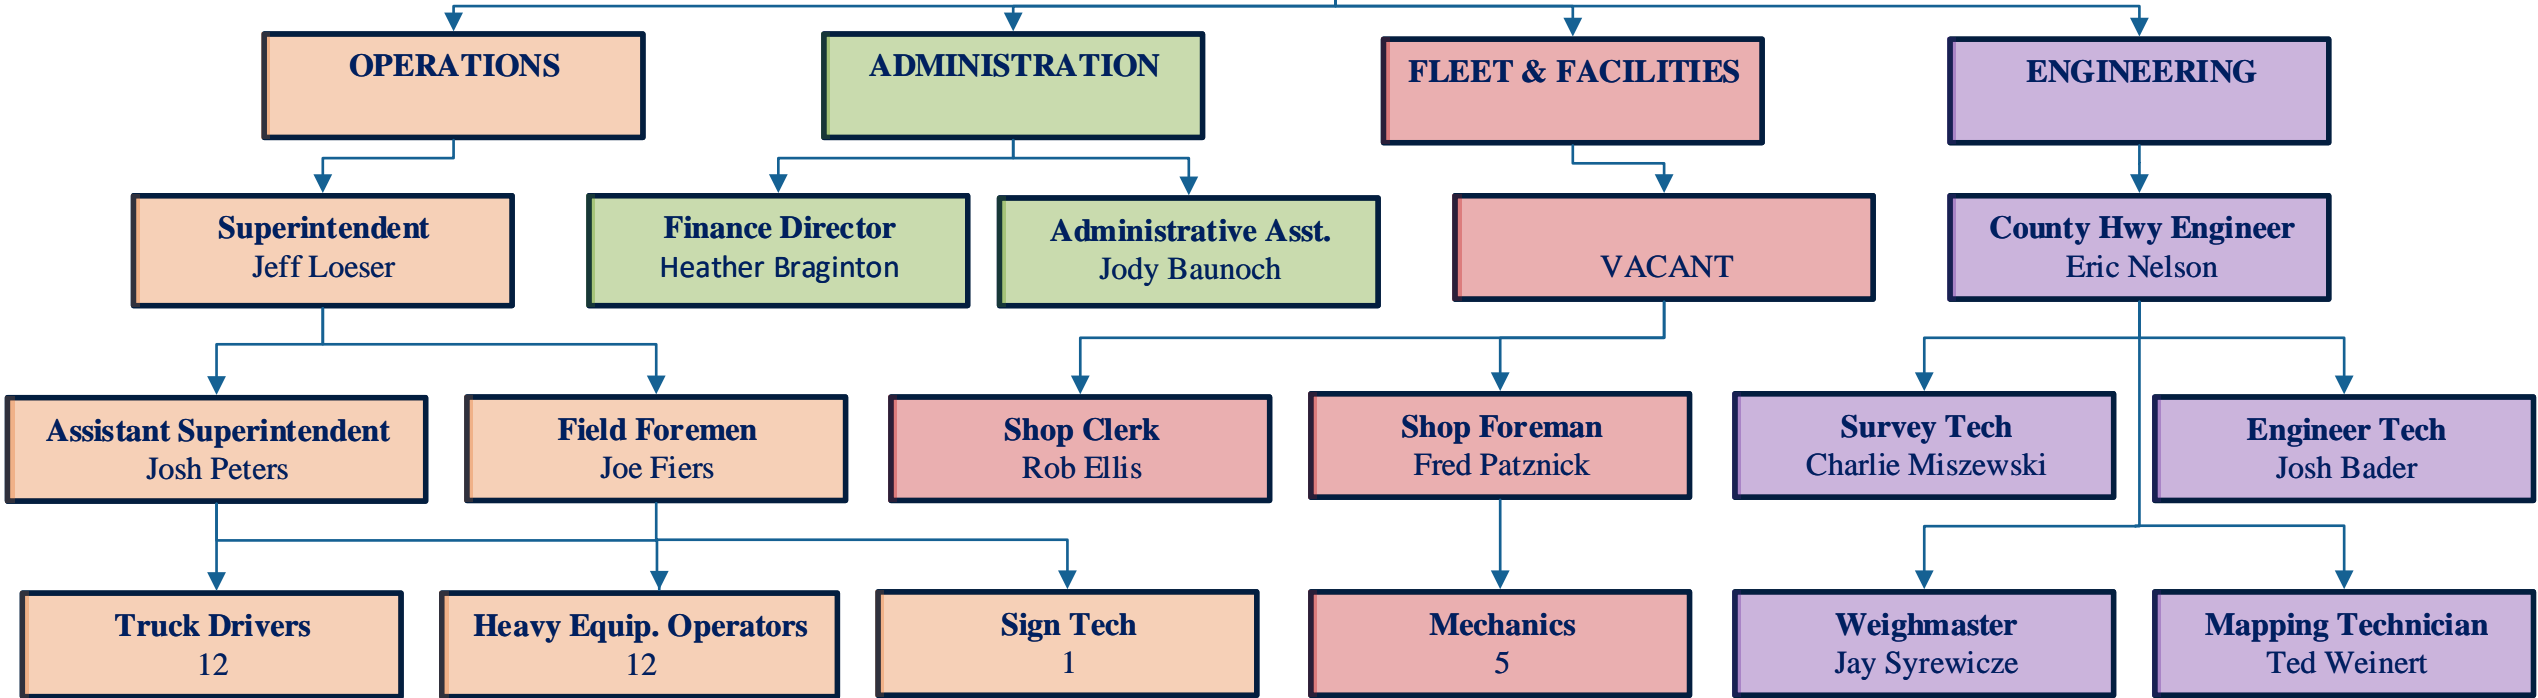 OPERATIONS
ADMINISTRATION
FLEET & FACILITIES
ENGINEERING
Superintendent
Jeff Loeser
Finance Director
Heather Braginton
Administrative Asst.
Jody Baunoch
VACANT
County Hwy Engineer
Eric Nelson
Assistant Superintendent
Josh Peters
Field Foremen
Joe Fiers
Shop Clerk
Rob Ellis
Shop Foreman
Fred Patznick
Survey Tech
Charlie Miszewski
Engineer Tech
Josh Bader
Truck Drivers
12
Heavy Equip. Operators
12
Sign Tech
1
Mechanics
5
Weighmaster
Jay Syrewicze
Mapping Technician
Ted Weinert